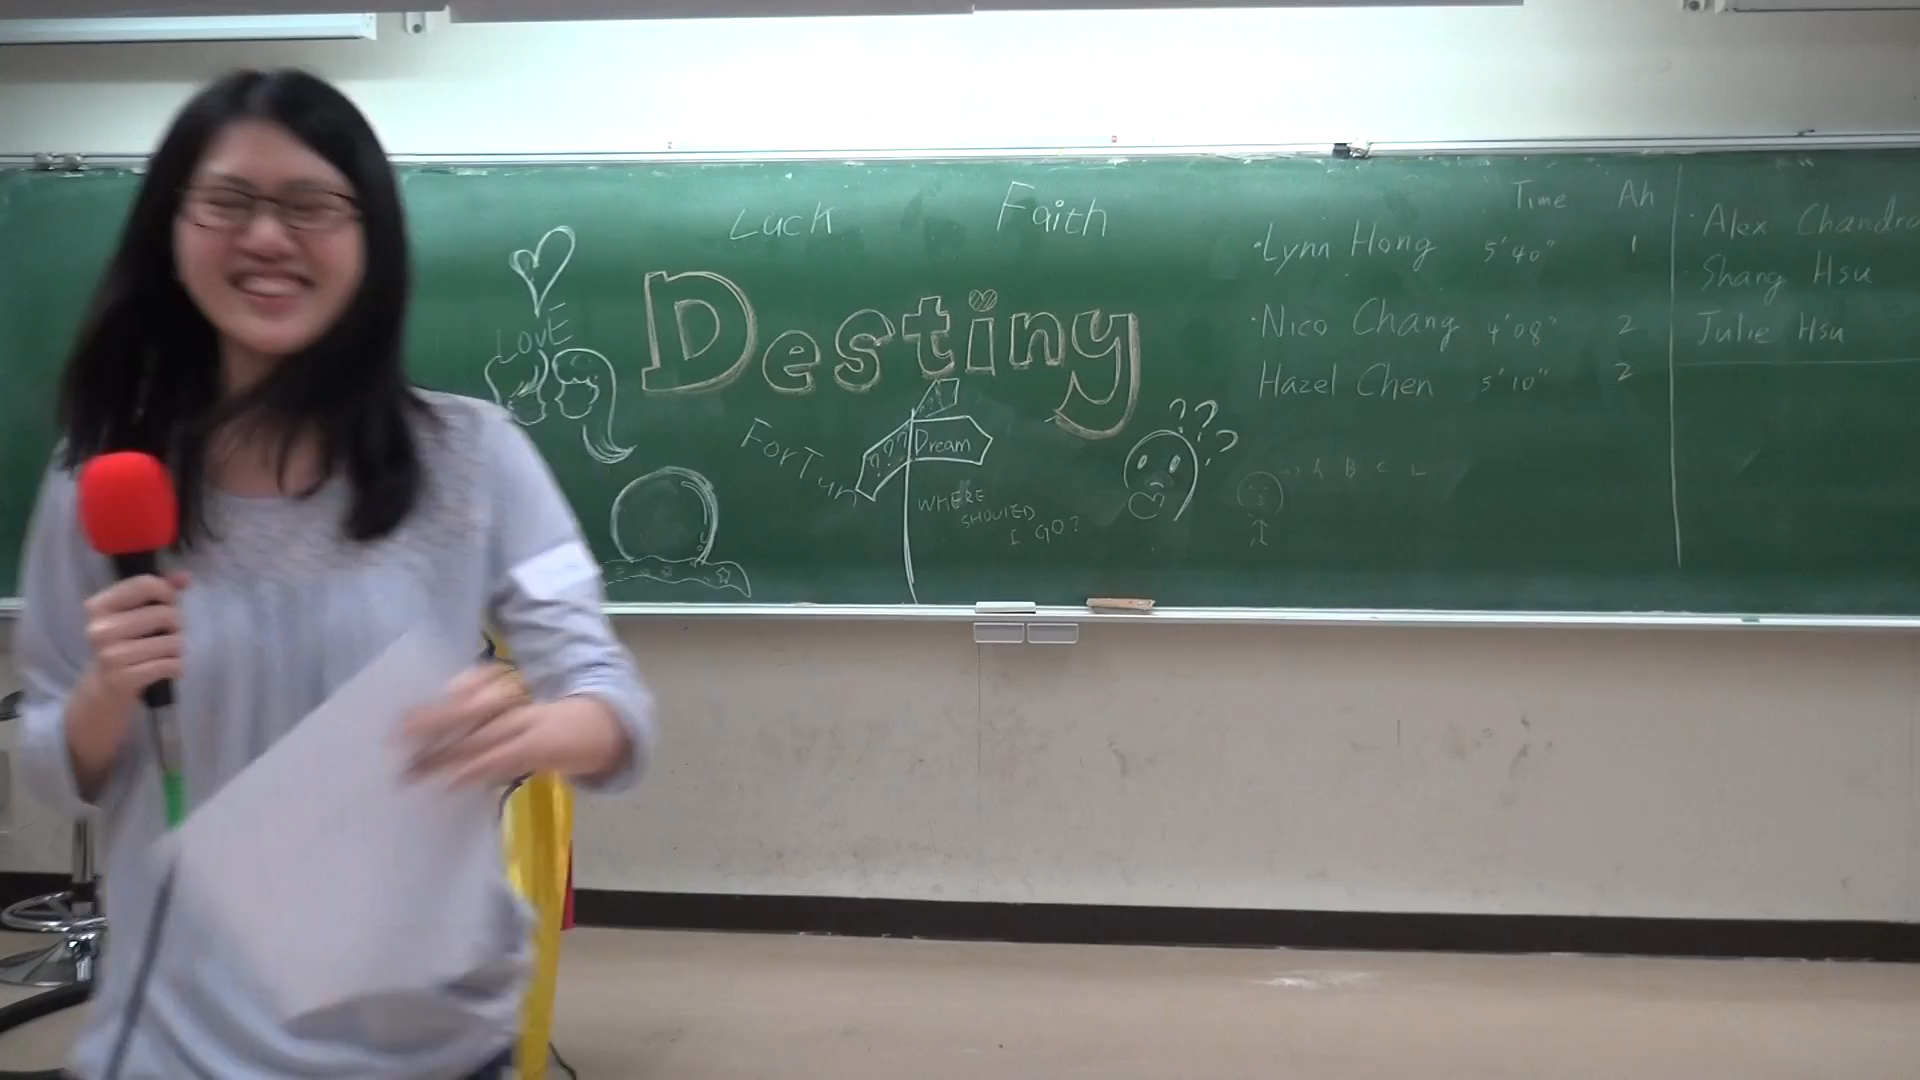 Luck
Faith
LOVE
Destiny
ForTun
???
Dream
WHERE
SHOULED
I GO?
???
Time Ah
Lynn Hong 5'40" 1
Nico Chang 4'08" 2
Hazel Chen 5'10" 2
Alex Chandra
Shang Hsu
Julie Hsu